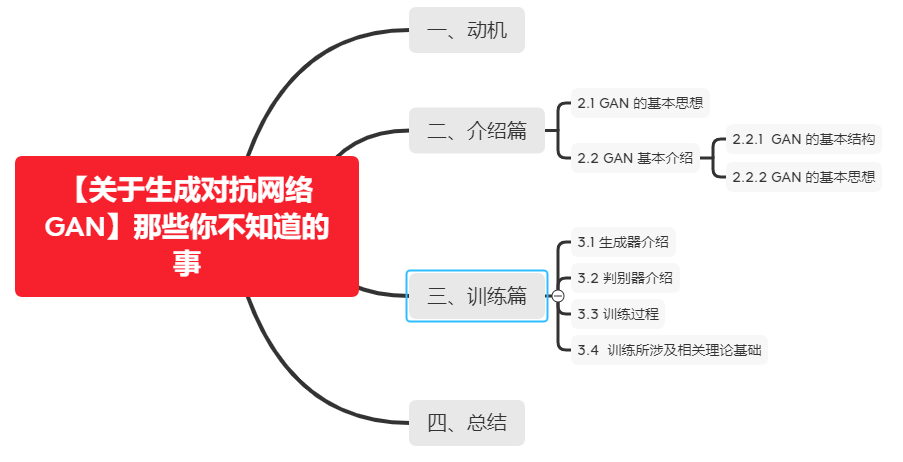 【关于生成对抗网络
GAN】那些你不知道的
事
一、动机
二、介绍篇
2.1 GAN 的基本思想
2.2 GAN 基本介绍
2.2.1 GAN 的基本结构
2.2.2 GAN 的基本思想
三、训练篇
3.1 生成器介绍
3.2 判别器介绍
3.3 训练过程
3.4 训练所涉及相关理论基础
四、总结